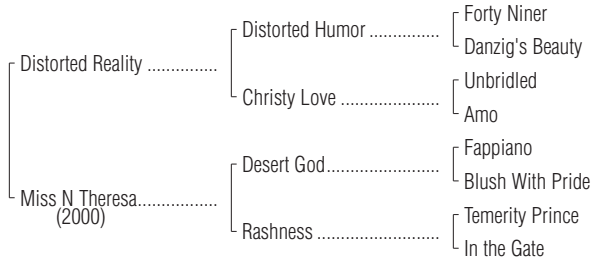 Forty Niner
Distorted Humor ...............
Danzig's Beauty
Distorted Reality ...............
Unbridled
Christy Love .....................
Amo
Fappiano
Desert God........................
Blush With Pride
Miss N Theresa.................
(2000)
Temerity Prince
Rashness ..........................
In the Gate